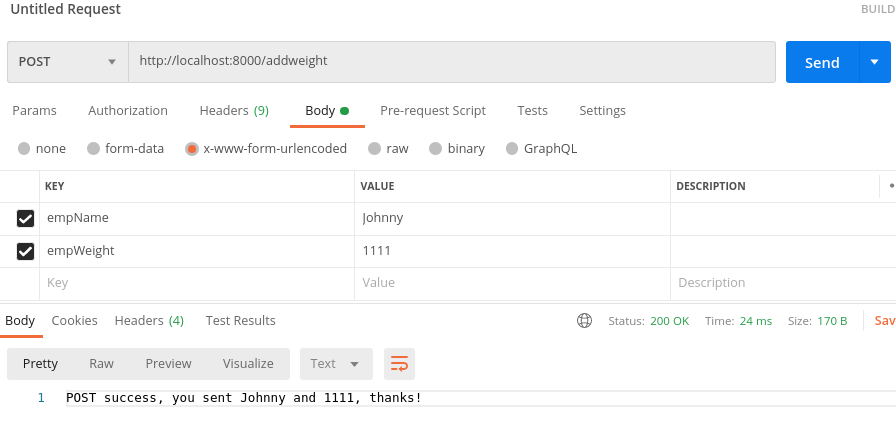 Untitled Request BUILD
POST http://localhost:8000/addweight Send
Params Authorization Headers (9) Body Pre-request Script Tests Settings
none form-data x-www-form-urlencoded raw binary GraphQL
KEY VALUE DESCRIPTION
empName Johnny
empWeight 1111
Key Value Description
Body Cookies Headers (4) Test Results Status: 200 OK Time: 24 ms Size: 170 B Sav
Pretty Raw Preview Visualize Text
1 POST success, you sent Johnny and 1111, thanks!